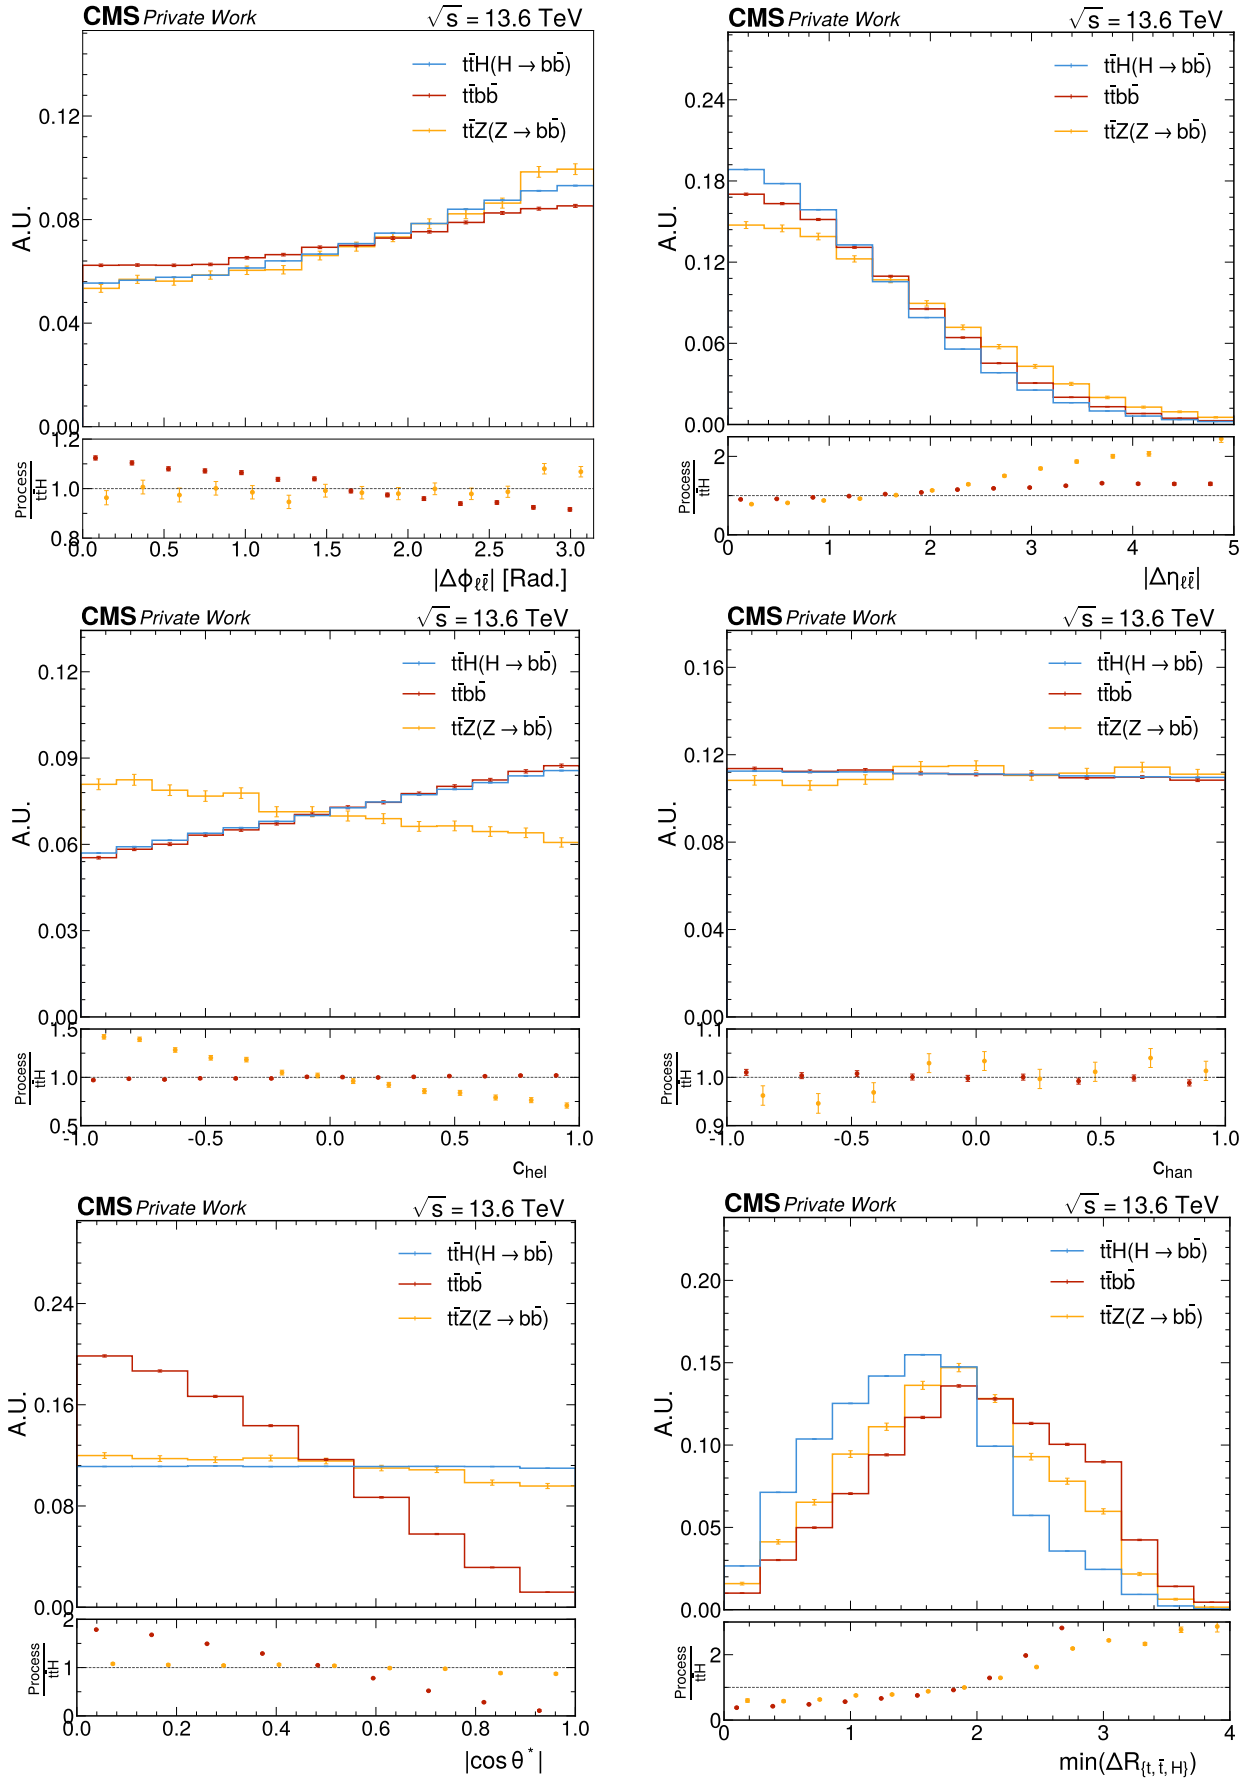 CMS Private Work √s = 13.6 TeV
tt̄H(H → bb̄)
tt̄bb̄
tt̄Z(Z → bb̄)
A.U.
0.12
0.08
0.04
0.00
Process
tt̄H
1.2
1.0
0.8
0.0 0.5 1.0 1.5 2.0 2.5 3.0
|Δϕℓℓ̄| [Rad.]
CMS Private Work √s = 13.6 TeV
tt̄H(H → bb̄)
tt̄bb̄
tt̄Z(Z → bb̄)
A.U.
0.24
0.18
0.12
0.06
0.00
Process
tt̄H
2
1
0
0 1 2 3 4 5
|Δηℓℓ̄|
CMS Private Work √s = 13.6 TeV
tt̄H(H → bb̄)
tt̄bb̄
tt̄Z(Z → bb̄)
A.U.
0.12
0.09
0.06
0.03
0.00
Process
tt̄H
1.5
1.0
0.5
-1.0 -0.5 0.0 0.5 1.0
c_hel
CMS Private Work √s = 13.6 TeV
tt̄H(H → bb̄)
tt̄bb̄
tt̄Z(Z → bb̄)
A.U.
0.16
0.12
0.08
0.04
0.00
Process
tt̄H
1.1
1.0
0.9
-1.0 -0.5 0.0 0.5 1.0
c_han
CMS Private Work √s = 13.6 TeV
tt̄H(H → bb̄)
tt̄bb̄
tt̄Z(Z → bb̄)
A.U.
0.24
0.16
0.08
0.00
Process
tt̄H
2
1
0
0.0 0.2 0.4 0.6 0.8 1.0
|cos θ*|
CMS Private Work √s = 13.6 TeV
tt̄H(H → bb̄)
tt̄bb̄
tt̄Z(Z → bb̄)
A.U.
0.20
0.15
0.10
0.05
0.00
Process
tt̄H
2
0
0 1 2 3 4
min(ΔR_{t, t̄, H})